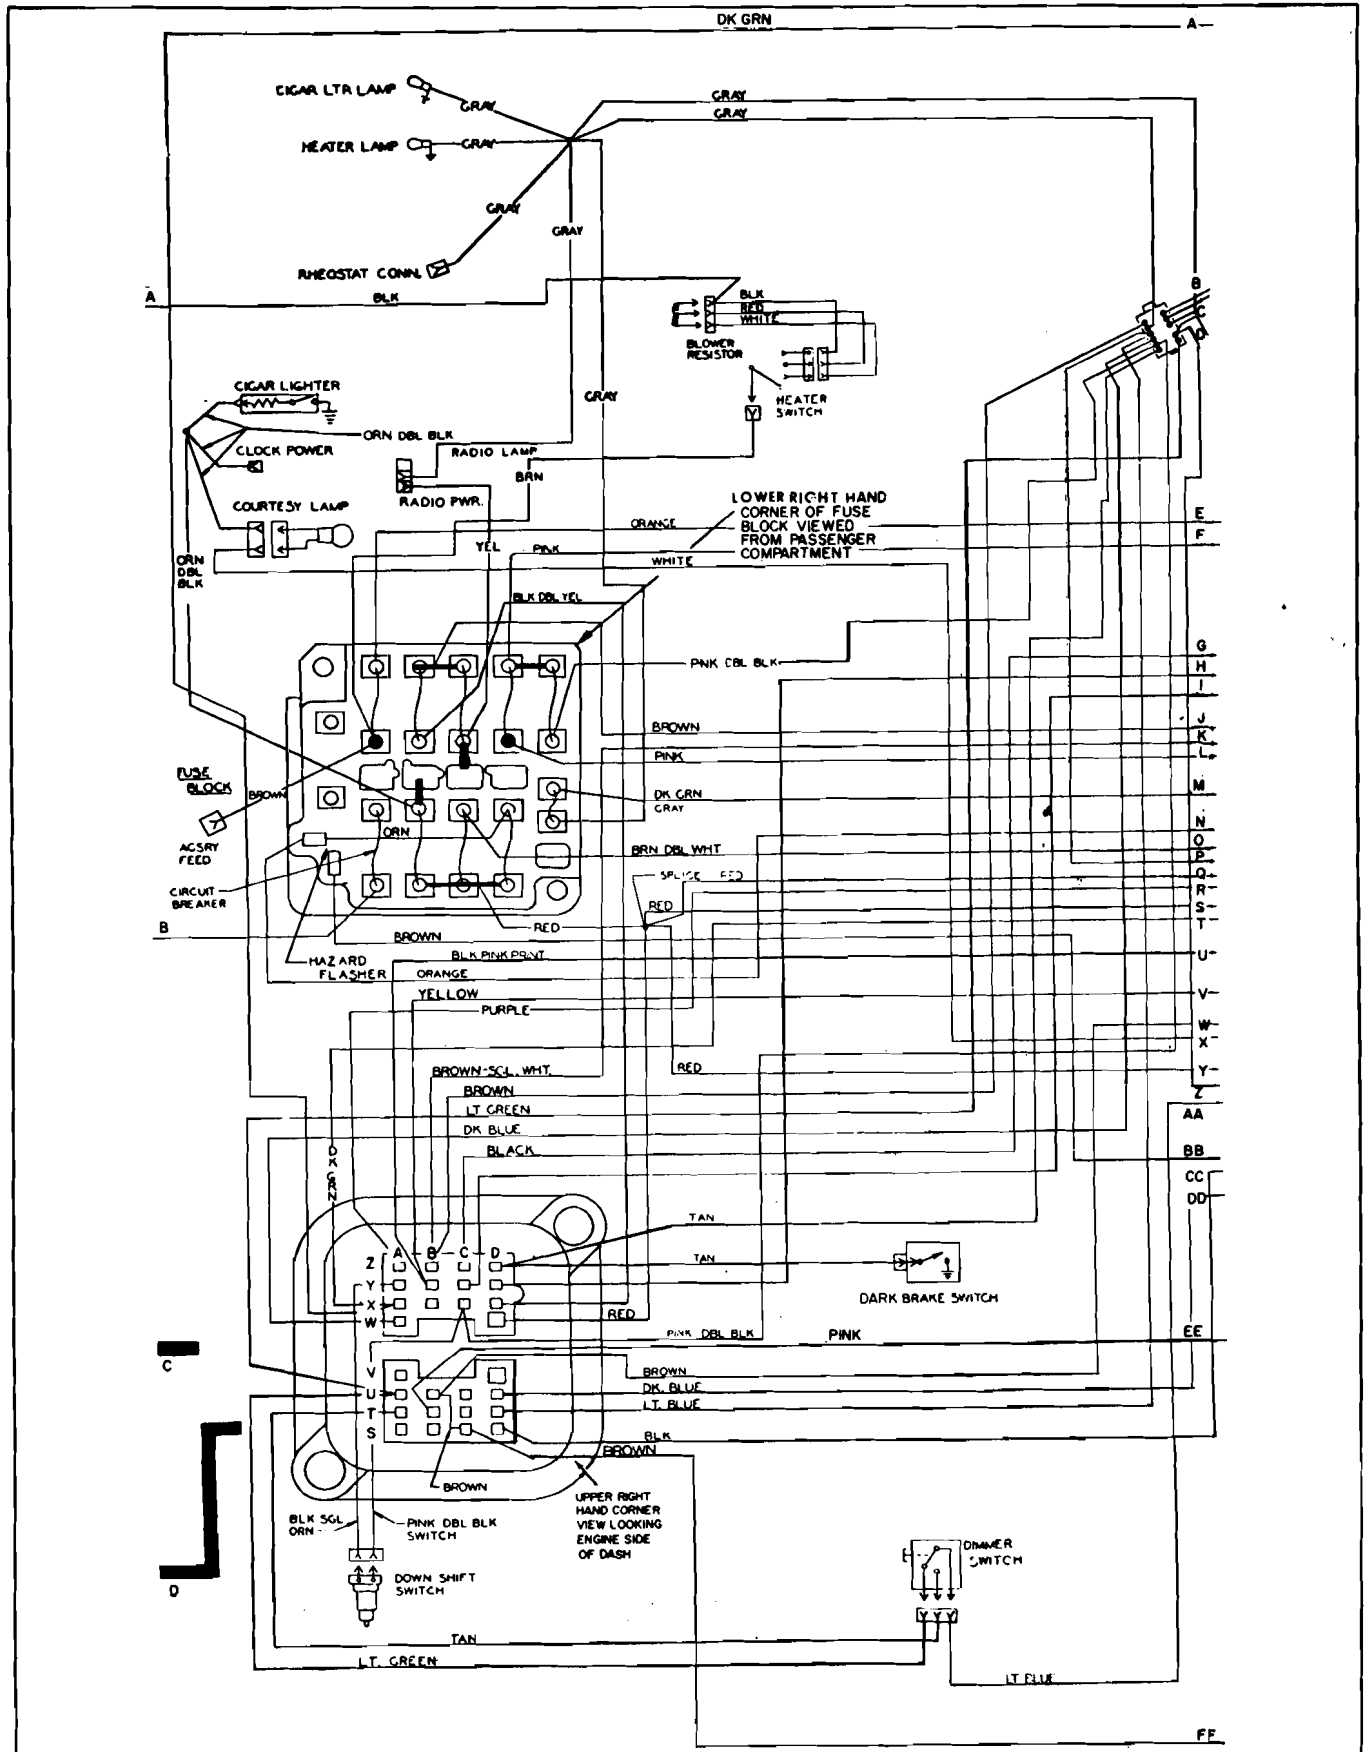 DK GRN
A
CIGAR LTR LAMP
GRAY
GRAY
GRAY
HEATER LAMP
GRAY
GRAY
GRAY
RHEOSTAT CONN.
A
BLK
B
C
D
BLK
RED
WHITE
BLOWER
RESISTOR
CIGAR LIGHTER
GRAY
HEATER
SWITCH
ORN DBL BLK
CLOCK POWER
RADIO LAMP
BRN
RADIO PWR.
COURTESY LAMP
LOWER RIGHT HAND
CORNER OF FUSE
BLOCK VIEWED
FROM PASSENGER
COMPARTMENT
ORANGE
E
F
YEL
PINK
WHITE
ORN
DBL
BLK
BLK DBL YEL
G
PNK DBL BLK
H
I
BROWN
J
K
PINK
L
FUSE
BLOCK
BROWN
DK GRN
M
GRAY
N
ORN
O
ACSRY
FEED
BRN DBL WHT
P
SPLICE RED
Q
CIRCUIT
BREAKER
R
RED
S
T
B
RED
BROWN
BLK PINK PRINT
U
HAZARD
FLASHER
ORANGE
YELLOW
V
PURPLE
W
X
BROWN-SGL. WHT.
RED
Y
BROWN
Z
LT GREEN
AA
DK BLUE
DK GRN
BLACK
BB
CC
DD
TAN
A B C D
Z
TAN
Y
DARK BRAKE SWITCH
X
W
RED
PINK DBL BLK
PINK
EE
C
V
BROWN
U
DK. BLUE
T
LT. BLUE
S
BLK
BROWN
BROWN
UPPER RIGHT
HAND CORNER
VIEW LOOKING
ENGINE SIDE
OF DASH
BLK SGL
ORN
PINK DBL BLK
SWITCH
DIMMER
SWITCH
D
DOWN SHIFT
SWITCH
TAN
LT. GREEN
LT BLUE
FF